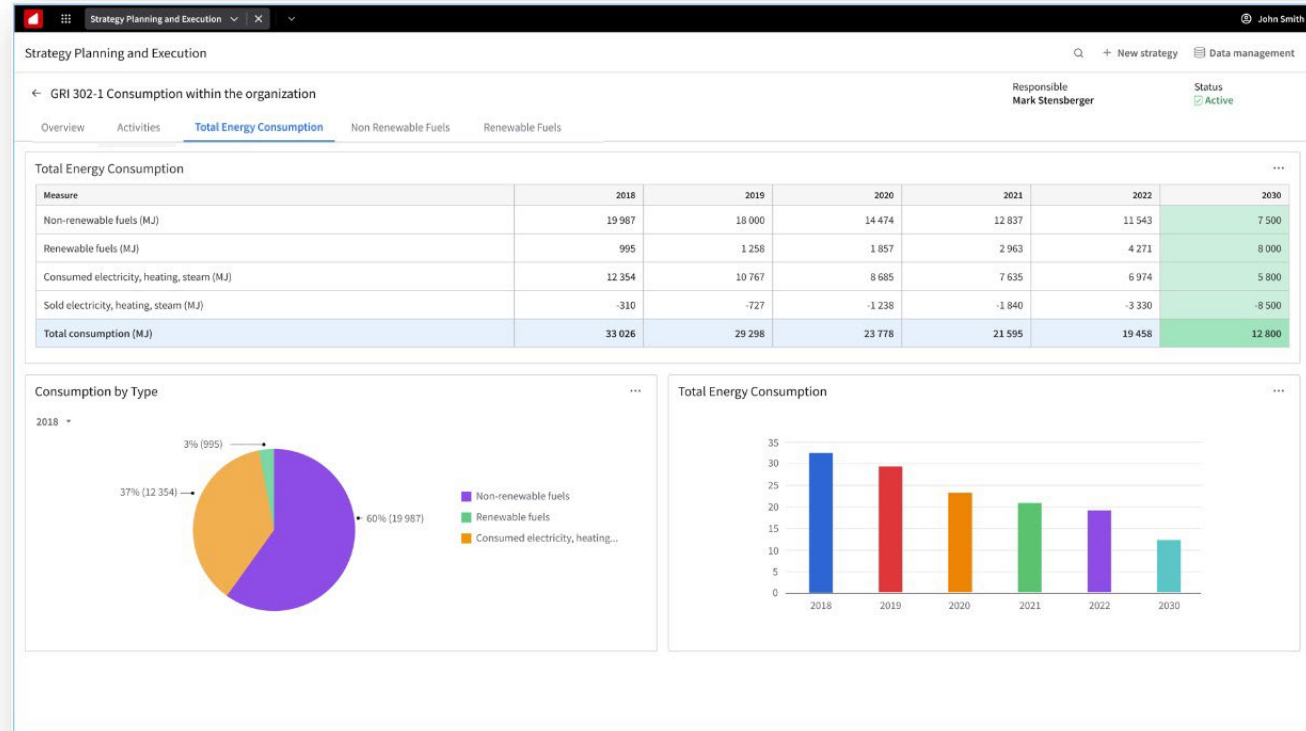 Strategy Planning and Execution
John Smith
Strategy Planning and Execution
+ New strategy
Data management
GRI 302-1 Consumption within the organization
Responsible
Mark Stensberger
Status
Active
Overview Activities Total Energy Consumption Non Renewable Fuels Renewable Fuels
Total Energy Consumption
Measure 2018 2019 2020 2021 2022 2030
Non-renewable fuels (MJ) 19 987 18 000 14 474 12 837 11 543 7 500
Renewable fuels (MJ) 995 1 258 1 857 2 963 4 271 8 000
Consumed electricity, heating, steam (MJ) 12 354 10 767 8 685 7 635 6 974 5 800
Sold electricity, heating, steam (MJ) -310 -727 -1 238 -1 840 -3 330 -8 500
Total consumption (MJ) 33 026 29 298 23 778 21 595 19 458 12 800
Consumption by Type
2018
3% (995)
37% (12 354)
60% (19 987)
Non-renewable fuels
Renewable fuels
Consumed electricity, heating...
Total Energy Consumption
35
30
25
20
15
10
5
0
2018 2019 2020 2021 2022 2030